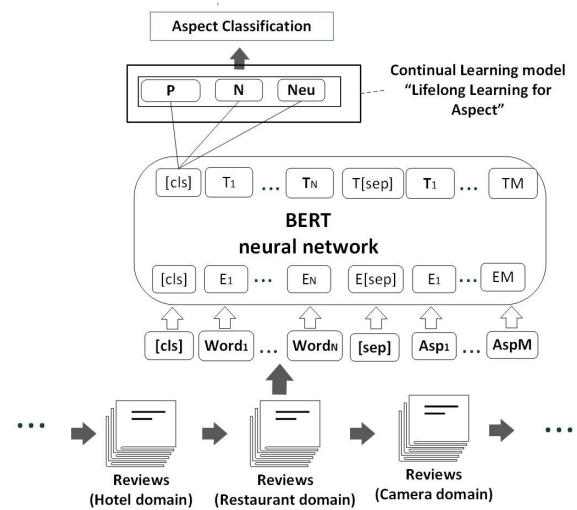 Aspect Classification
P N Neu
Continual Learning model
"Lifelong Learning for
Aspect"
[cls] T1 ... TN T[sep] T1 ... TM
BERT
neural network
[cls] E1 ... EN E[sep] E1 ... EM
[cls] Word1 ... WordN [sep] Asp1 ... AspM
... ...
Reviews
(Hotel domain)
Reviews
(Restaurant domain)
Reviews
(Camera domain)